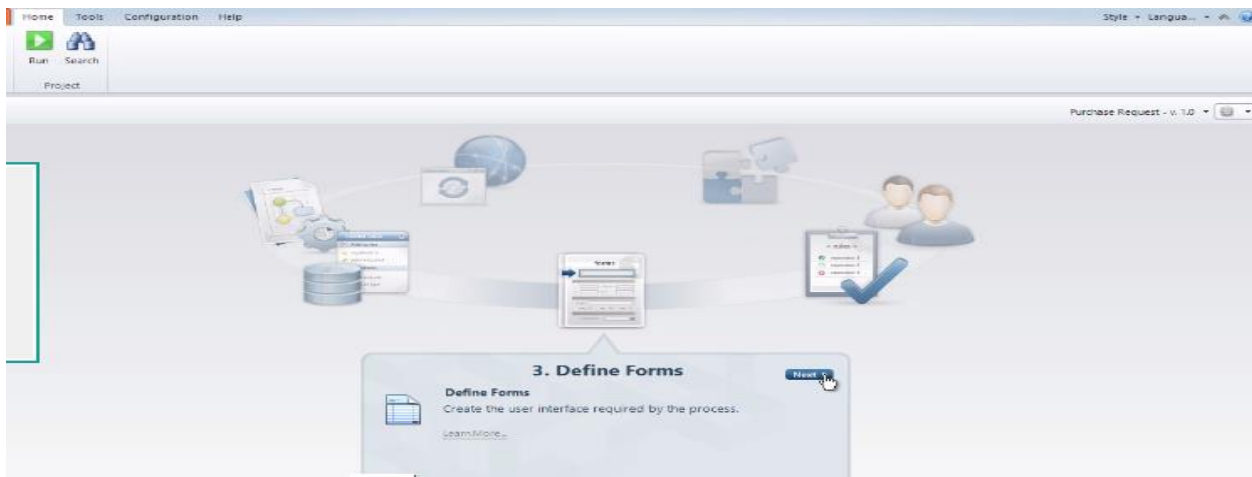 Home Tools Configuration Help Style Langua...
Run Search
Project
Purchase Request - v. 1.0
3. Define Forms
Next
Define Forms
Create the user interface required by the process.
Learn More...